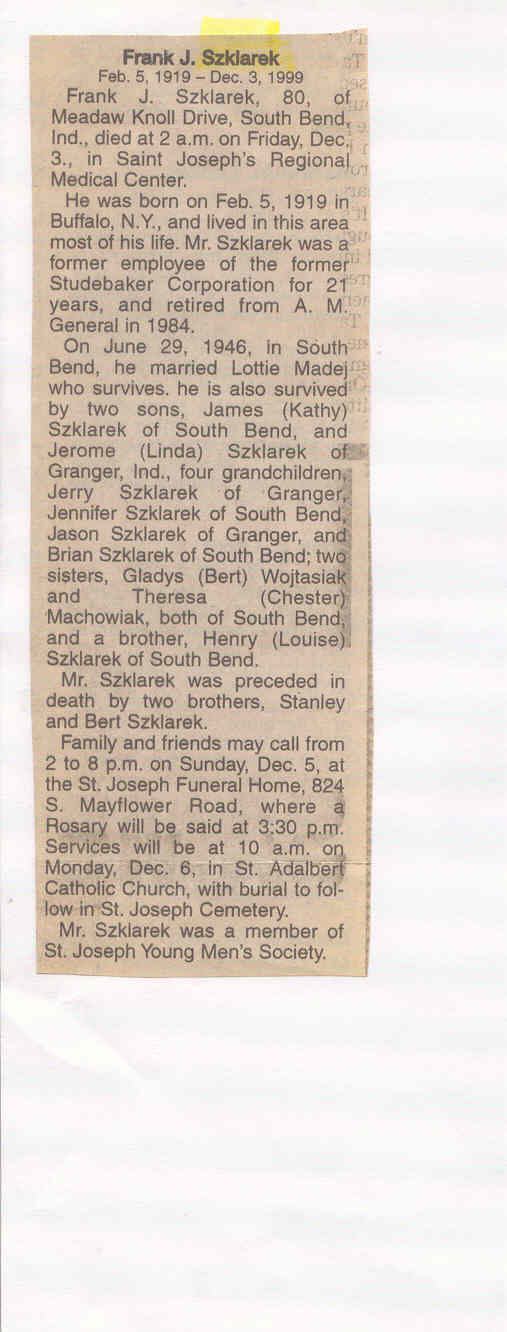 Frank J. Szklarek
Feb. 5, 1919 – Dec. 3, 1999
Frank J. Szklarek, 80, of
Meadaw Knoll Drive, South Bend,
Ind., died at 2 a.m. on Friday, Dec.
3., in Saint Joseph's Regional
Medical Center.
He was born on Feb. 5, 1919 in
Buffalo, N.Y., and lived in this area
most of his life. Mr. Szklarek was a
former employee of the former
Studebaker Corporation for 21
years, and retired from A. M.
General in 1984.
On June 29, 1946, in South
Bend, he married Lottie Madej
who survives. he is also survived
by two sons, James (Kathy)
Szklarek of South Bend, and
Jerome (Linda) Szklarek of
Granger, Ind., four grandchildren,
Jerry Szklarek of Granger,
Jennifer Szklarek of South Bend,
Jason Szklarek of Granger, and
Brian Szklarek of South Bend; two
sisters, Gladys (Bert) Wojtasiak
and Theresa (Chester)
Machowiak, both of South Bend,
and a brother, Henry (Louise)
Szklarek of South Bend.
Mr. Szklarek was preceded in
death by two brothers, Stanley
and Bert Szklarek.
Family and friends may call from
2 to 8 p.m. on Sunday, Dec. 5, at
the St. Joseph Funeral Home, 824
S. Mayflower Road, where a
Rosary will be said at 3:30 p.m.
Services will be at 10 a.m. on
Monday, Dec. 6, in St. Adalbert
Catholic Church, with burial to fol-
low in St. Joseph Cemetery.
Mr. Szklarek was a member of
St. Joseph Young Men's Society.